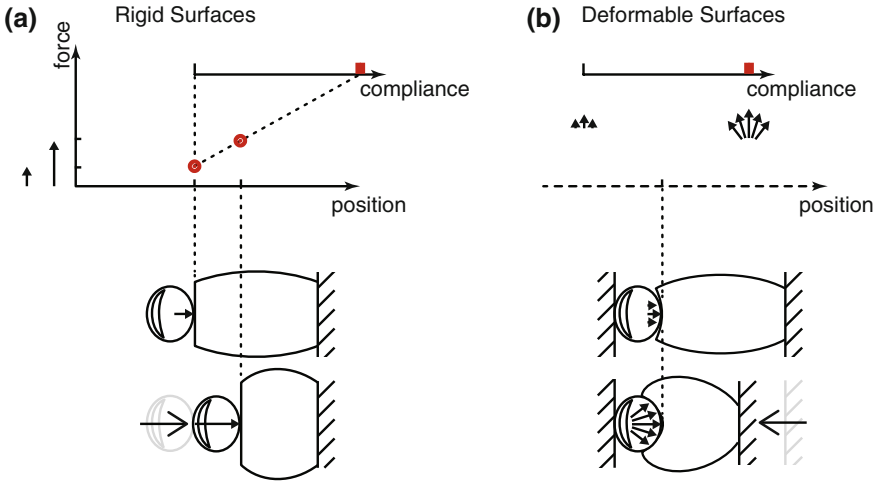 (a) Rigid Surfaces
force
compliance
position
(b) Deformable Surfaces
compliance
position